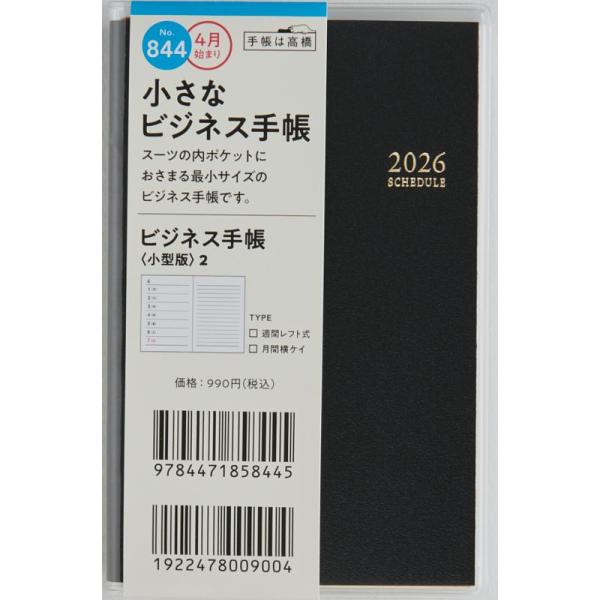 No.
844
4月
始まり
手帳は高橋
小さな
ビジネス手帳
スーツの内ポケットに
おさまる最小サイズの
ビジネス手帳です。
2026
SCHEDULE
ビジネス手帳
〈小型版〉2
TYPE
週間レフト式
月間横ケイ
価格：990円（税込）
9784471858445
1922478009004